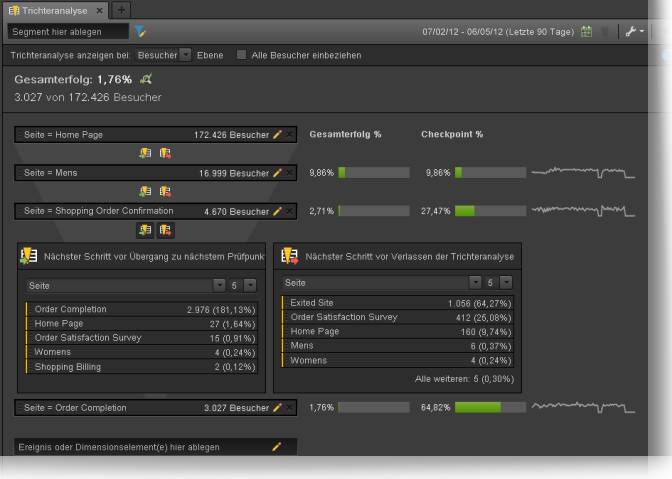 Trichteranalyse × +
Segment hier ablegen
07/02/12 - 06/05/12 (Letzte 90 Tage)
Trichteranalyse anzeigen bei: Besucher Ebene Alle Besucher einbeziehen
Gesamterfolg: 1,76%
3.027 von 172.426 Besucher
Seite = Home Page 172.426 Besucher Gesamterfolg % Checkpoint %
Seite = Mens 16.999 Besucher 9,86% 9,86%
Seite = Shopping Order Confirmation 4.670 Besucher 2,71% 27,47%
Nächster Schritt vor Übergang zu nächstem Prüfpunk
Seite 5
Order Completion 2.976 (181,13%)
Home Page 27 (1,64%)
Order Satisfaction Survey 15 (0,91%)
Womens 4 (0,24%)
Shopping Billing 2 (0,12%)
Nächster Schritt vor Verlassen der Trichteranalyse
Seite 5
Exited Site 1.056 (64,27%)
Order Satisfaction Survey 412 (25,08%)
Home Page 160 (9,74%)
Mens 6 (0,37%)
Womens 4 (0,24%)
Alle weiteren: 5 (0,30%)
Seite = Order Completion 3.027 Besucher 1,76% 64,82%
Ereignis oder Dimensionselement(e) hier ablegen